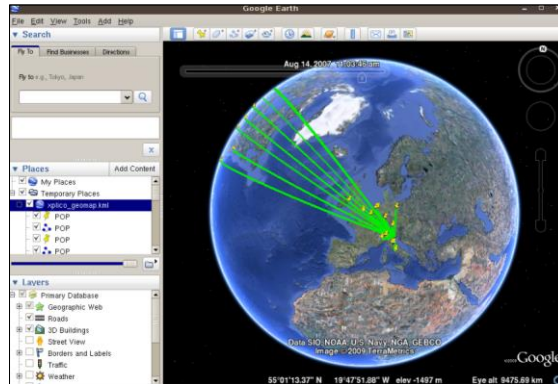 Google Earth
File Edit View Tools Add Help
Search
Fly To Find Businesses Directions
Fly to e.g., Tokyo, Japan
Places Add Content
My Places
Temporary Places
xplico_geomap.kml
POP
POP
POP
POP
Layers
Primary Database
Geographic Web
Roads
3D Buildings
Street View
Borders and Labels
Traffic
Weather
Aug 14, 2007
Data SIO, NOAA, U.S. Navy, NGA, GEBCO
Image © 2009 TerraMetrics
©2009 Google
55°01'13.37" N 19°47'51.88" W elev -1497 m Eye alt 9475.69 km